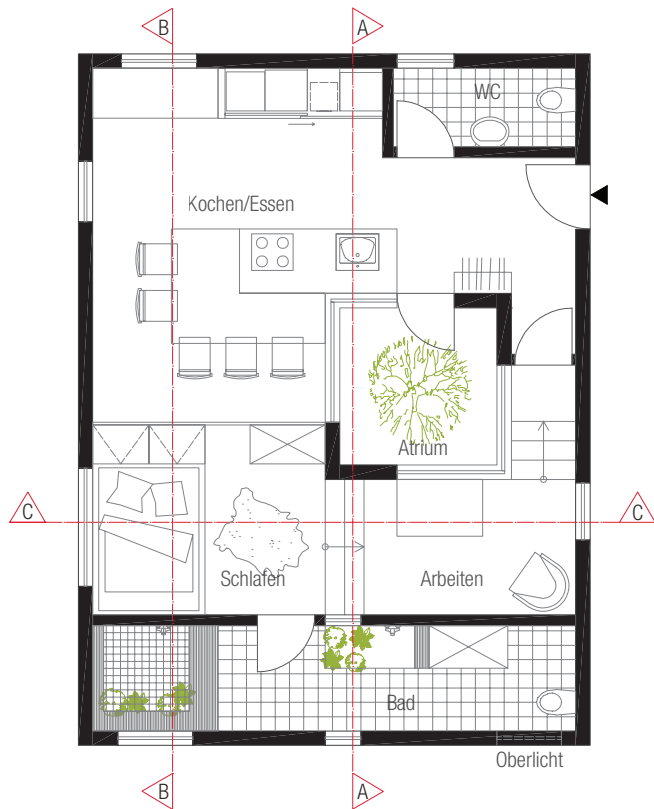 B
A
WC
Kochen/Essen
Atrium
C
C
Schlafen
Arbeiten
Bad
Oberlicht
B
A